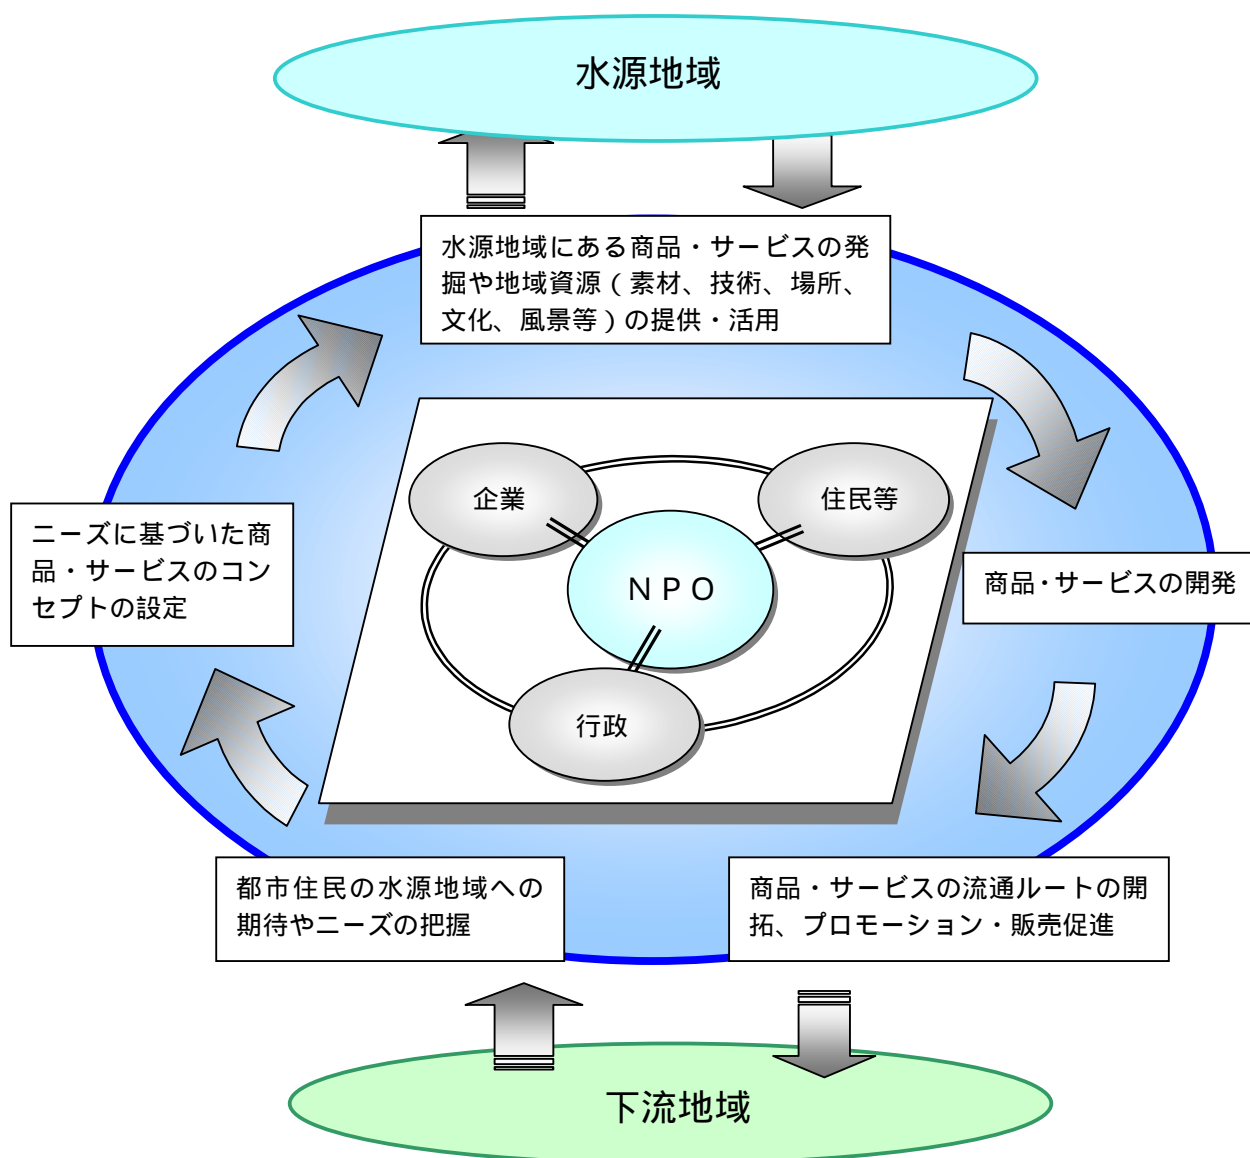 水源地域
水源地域にある商品・サービスの発
掘や地域資源（素材、技術、場所、
文化、風景等）の提供・活用
企業
住民等
ＮＰＯ
行政
ニーズに基づいた商
品・サービスのコン
セプトの設定
商品・サービスの開発
都市住民の水源地域への
期待やニーズの把握
商品・サービスの流通ルートの開
拓、プロモーション・販売促進
下流地域